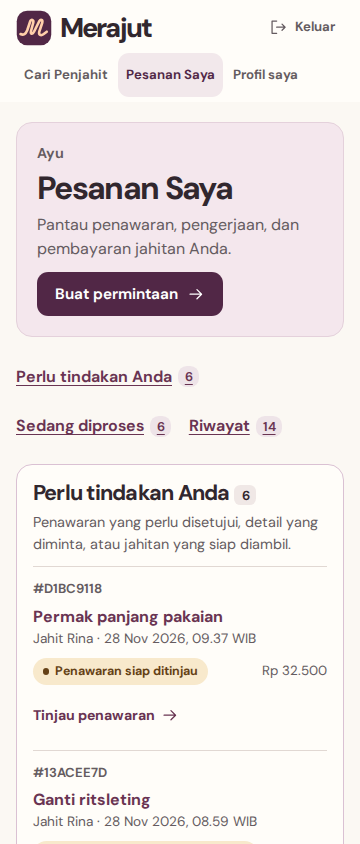 Merajut
Keluar
Cari Penjahit
Pesanan Saya
Profil saya
Ayu
Pesanan Saya
Pantau penawaran, pengerjaan, dan
pembayaran jahitan Anda.
Buat permintaan →
Perlu tindakan Anda 6
Sedang diproses 6
Riwayat 14
Perlu tindakan Anda 6
Penawaran yang perlu disetujui, detail yang
diminta, atau jahitan yang siap diambil.
#D1BC9118
Permak panjang pakaian
Jahit Rina · 28 Nov 2026, 09.37 WIB
Penawaran siap ditinjau
Rp 32.500
Tinjau penawaran →
#13ACEE7D
Ganti ritsleting
Jahit Rina · 28 Nov 2026, 08.59 WIB